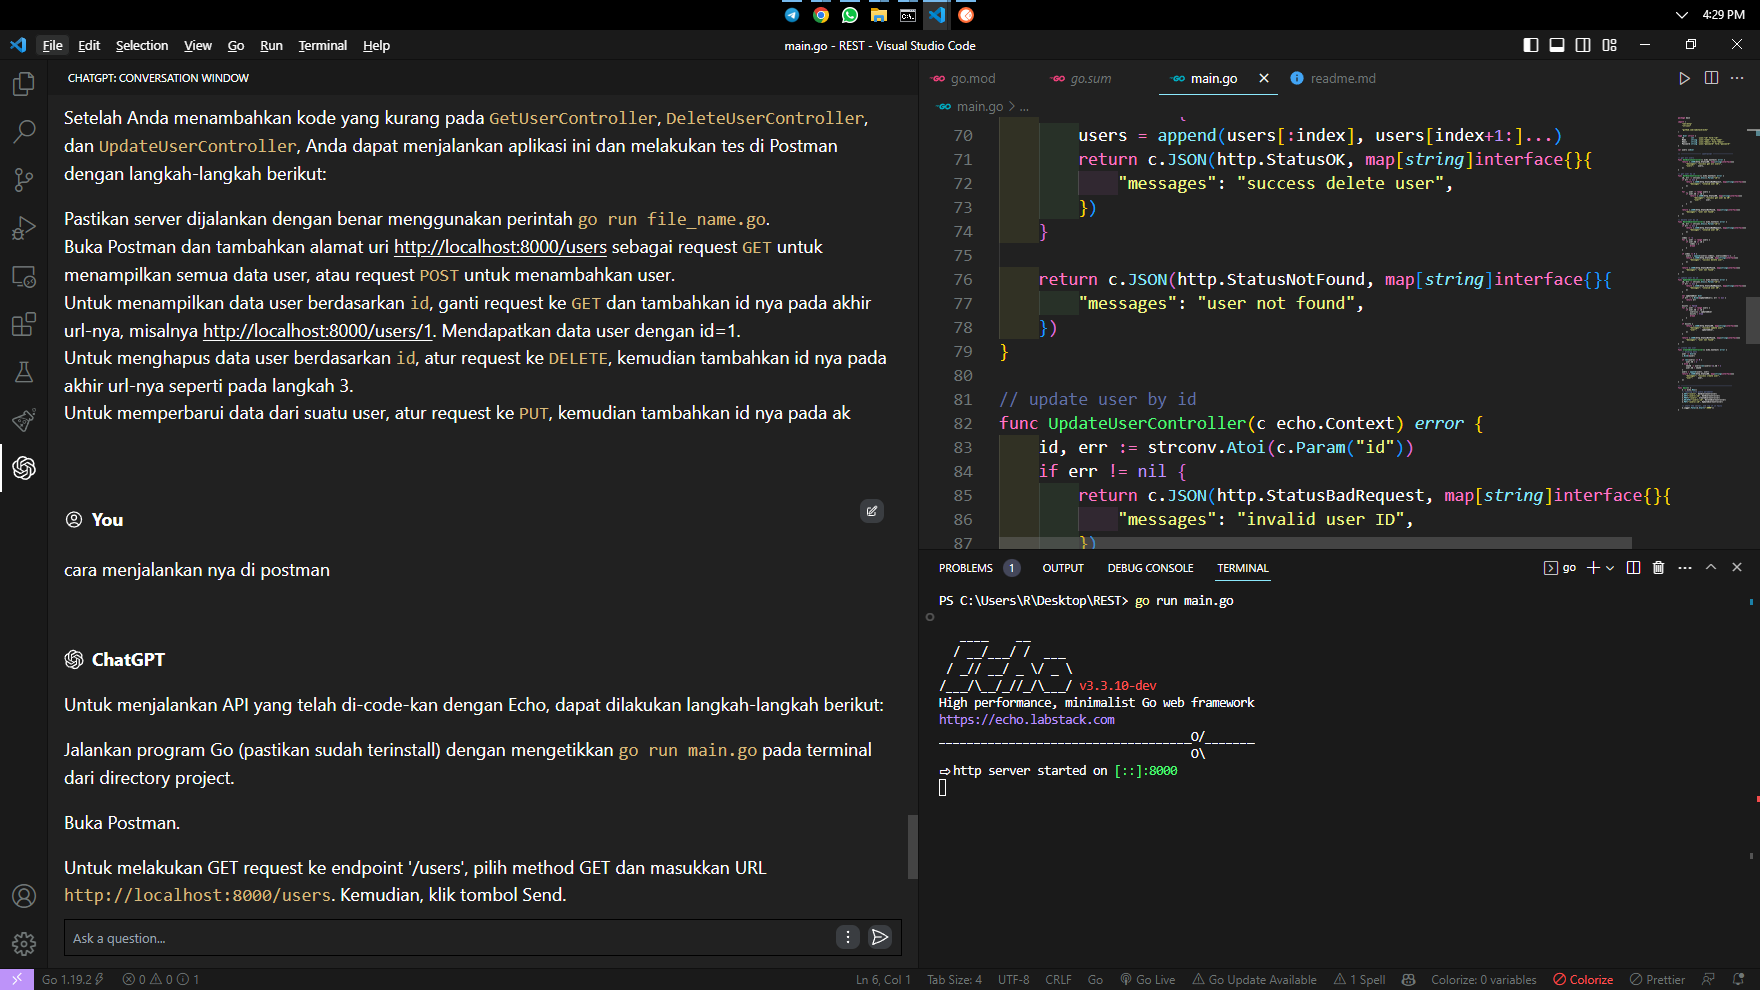 4:29 PM
File Edit Selection View Go Run Terminal Help
main.go - REST - Visual Studio Code
CHATGPT: CONVERSATION WINDOW
Setelah Anda menambahkan kode yang kurang pada GetUserController, DeleteUserController,
dan UpdateUserController, Anda dapat menjalankan aplikasi ini dan melakukan tes di Postman
dengan langkah-langkah berikut:
Pastikan server dijalankan dengan benar menggunakan perintah go run file_name.go.
Buka Postman dan tambahkan alamat uri http://localhost:8000/users sebagai request GET untuk
menampilkan semua data user, atau request POST untuk menambahkan user.
Untuk menampilkan data user berdasarkan id, ganti request ke GET dan tambahkan id nya pada akhir
url-nya, misalnya http://localhost:8000/users/1. Mendapatkan data user dengan id=1.
Untuk menghapus data user berdasarkan id, atur request ke DELETE, kemudian tambahkan id nya pada
akhir url-nya seperti pada langkah 3.
Untuk memperbarui data dari suatu user, atur request ke PUT, kemudian tambahkan id nya pada ak
You
cara menjalankan nya di postman
ChatGPT
Untuk menjalankan API yang telah di-code-kan dengan Echo, dapat dilakukan langkah-langkah berikut:
Jalankan program Go (pastikan sudah terinstall) dengan mengetikkan go run main.go pada terminal
dari directory project.
Buka Postman.
Untuk melakukan GET request ke endpoint '/users', pilih method GET dan masukkan URL
http://localhost:8000/users. Kemudian, klik tombol Send.
Ask a question...
go.mod go.sum main.go readme.md
main.go > ...
70 users = append(users[:index], users[index+1:]...)
71 return c.JSON(http.StatusOK, map[string]interface{}{
72 "messages": "success delete user",
73 })
74 }
75
76 return c.JSON(http.StatusNotFound, map[string]interface{}{
77 "messages": "user not found",
78 })
79 }
80
81 // update user by id
82 func UpdateUserController(c echo.Context) error {
83 id, err := strconv.Atoi(c.Param("id"))
84 if err != nil {
85 return c.JSON(http.StatusBadRequest, map[string]interface{}{
86 "messages": "invalid user ID",
87 })
PROBLEMS 1 OUTPUT DEBUG CONSOLE TERMINAL go
PS C:\Users\R\Desktop\REST> go run main.go
Echo v3.3.10-dev
High performance, minimalist Go web framework
https://echo.labstack.com
____________________________________O/_______
O\
⇨ http server started on [::]:8000
Go 1.19.2 0 0 1 Ln 6, Col 1 Tab Size: 4 UTF-8 CRLF Go Go Live Go Update Available 1 Spell Colorize: 0 variables Colorize Prettier